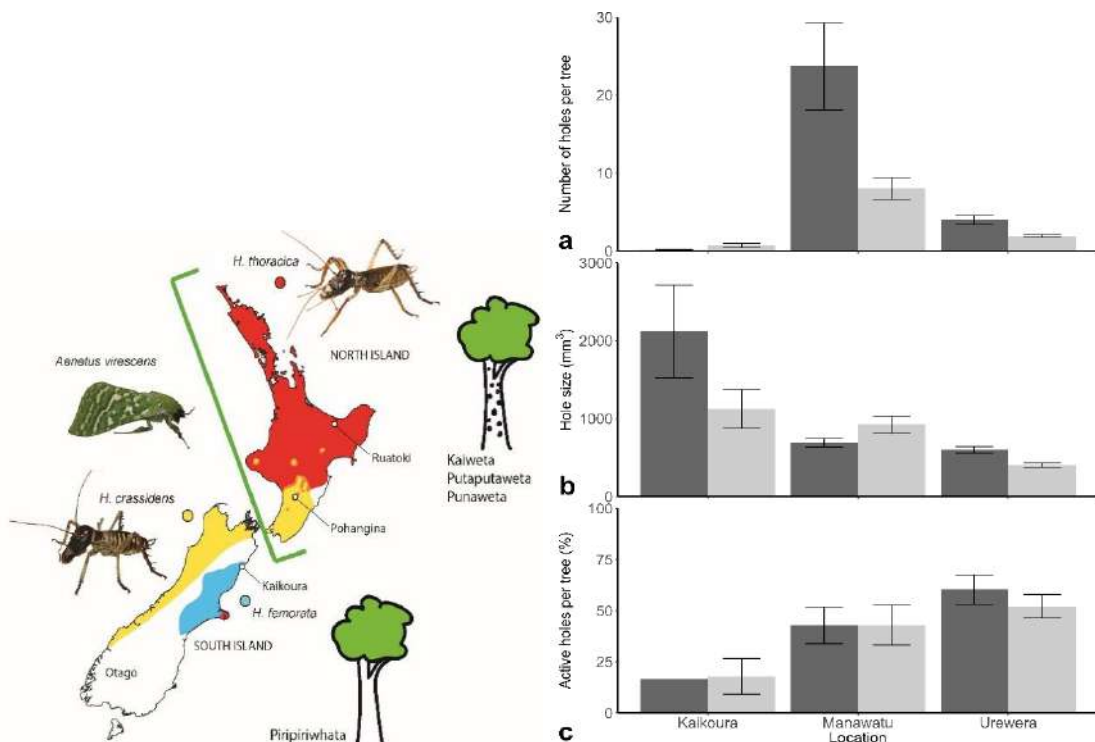 H. thoracica
NORTH ISLAND
Aenetus virescens
Ruatoki
Kaiweta
Putaputaweta
Punaweta
H. crassidens
Pohangina
Kaikoura
H. femorata
SOUTH ISLAND
Otago
Piripiriwhata
30
20
10
0
Number of holes per tree
a
3000
2000
1000
0
Hole size (mm³)
b
100
75
50
25
0
Active holes per tree (%)
c
Kaikoura Manawatu Urewera
Location